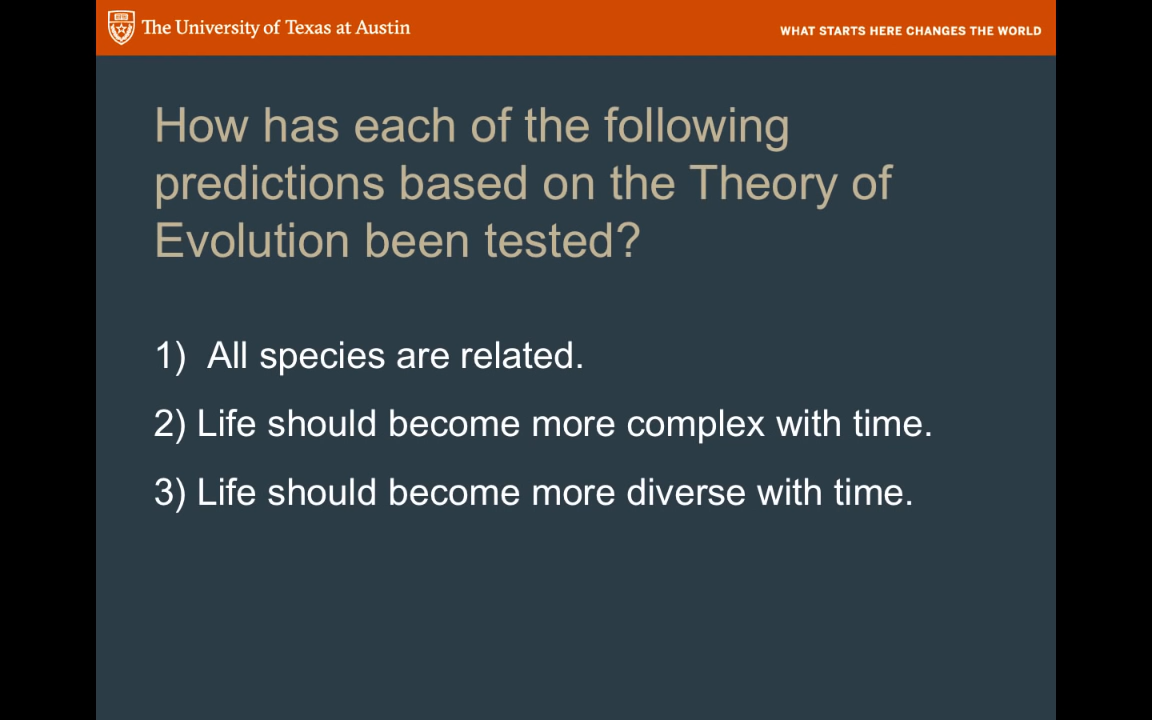 The University of Texas at Austin
WHAT STARTS HERE CHANGES THE WORLD
How has each of the following
predictions based on the Theory of
Evolution been tested?
1) All species are related.
2) Life should become more complex with time.
3) Life should become more diverse with time.